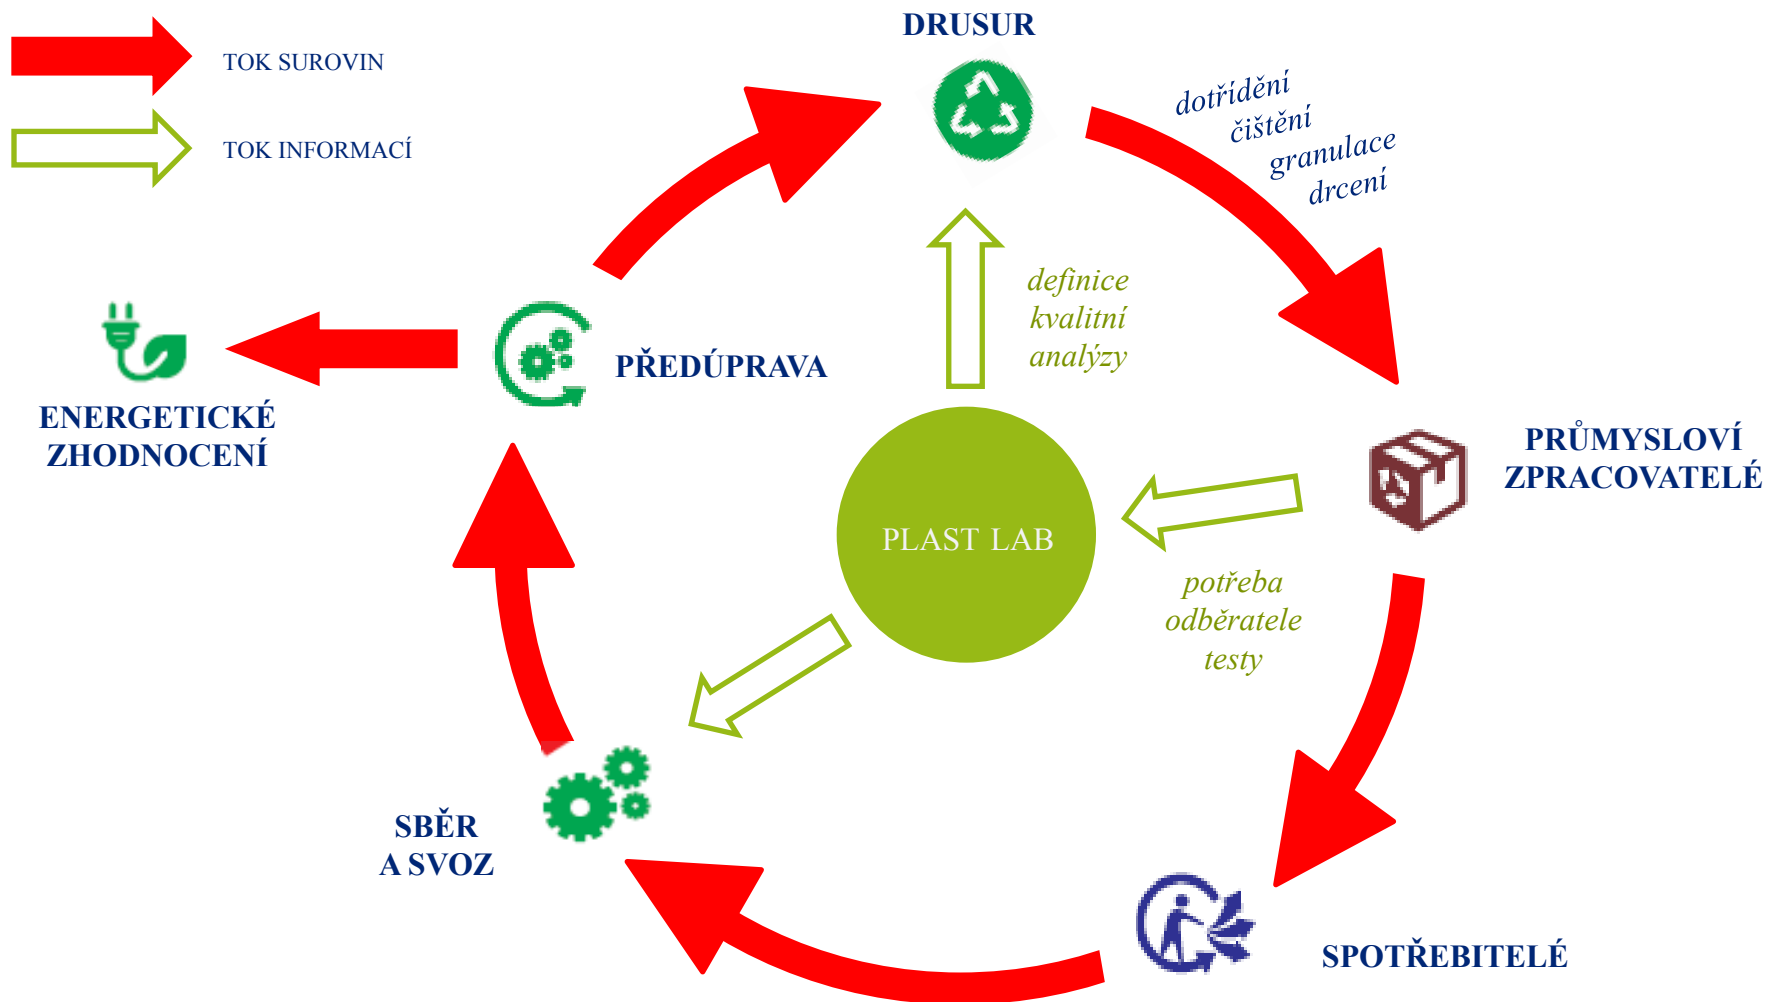 DRUSUR
TOK SUROVIN
TOK INFORMACÍ
dotřídění
čištění
granulace
drcení
definice
kvalitní
analýzy
PŘEDÚPRAVA
ENERGETICKÉ
ZHODNOCENÍ
PRŮMYSLOVÍ
ZPRACOVATELÉ
PLAST LAB
potřeba
odběratele
testy
SBĚR
A SVOZ
SPOTŘEBITELÉ